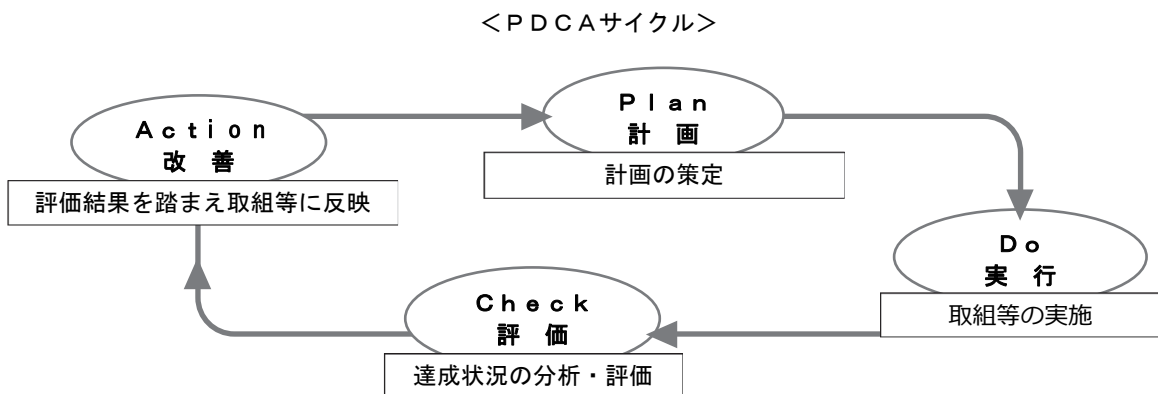 ＜ＰＤＣＡサイクル＞
Ｐｌａｎ
計　画
計画の策定
Ｄｏ
実　行
取組等の実施
Ｃｈｅｃｋ
評　価
達成状況の分析・評価
Ａｃｔｉｏｎ
改　善
評価結果を踏まえ取組等に反映